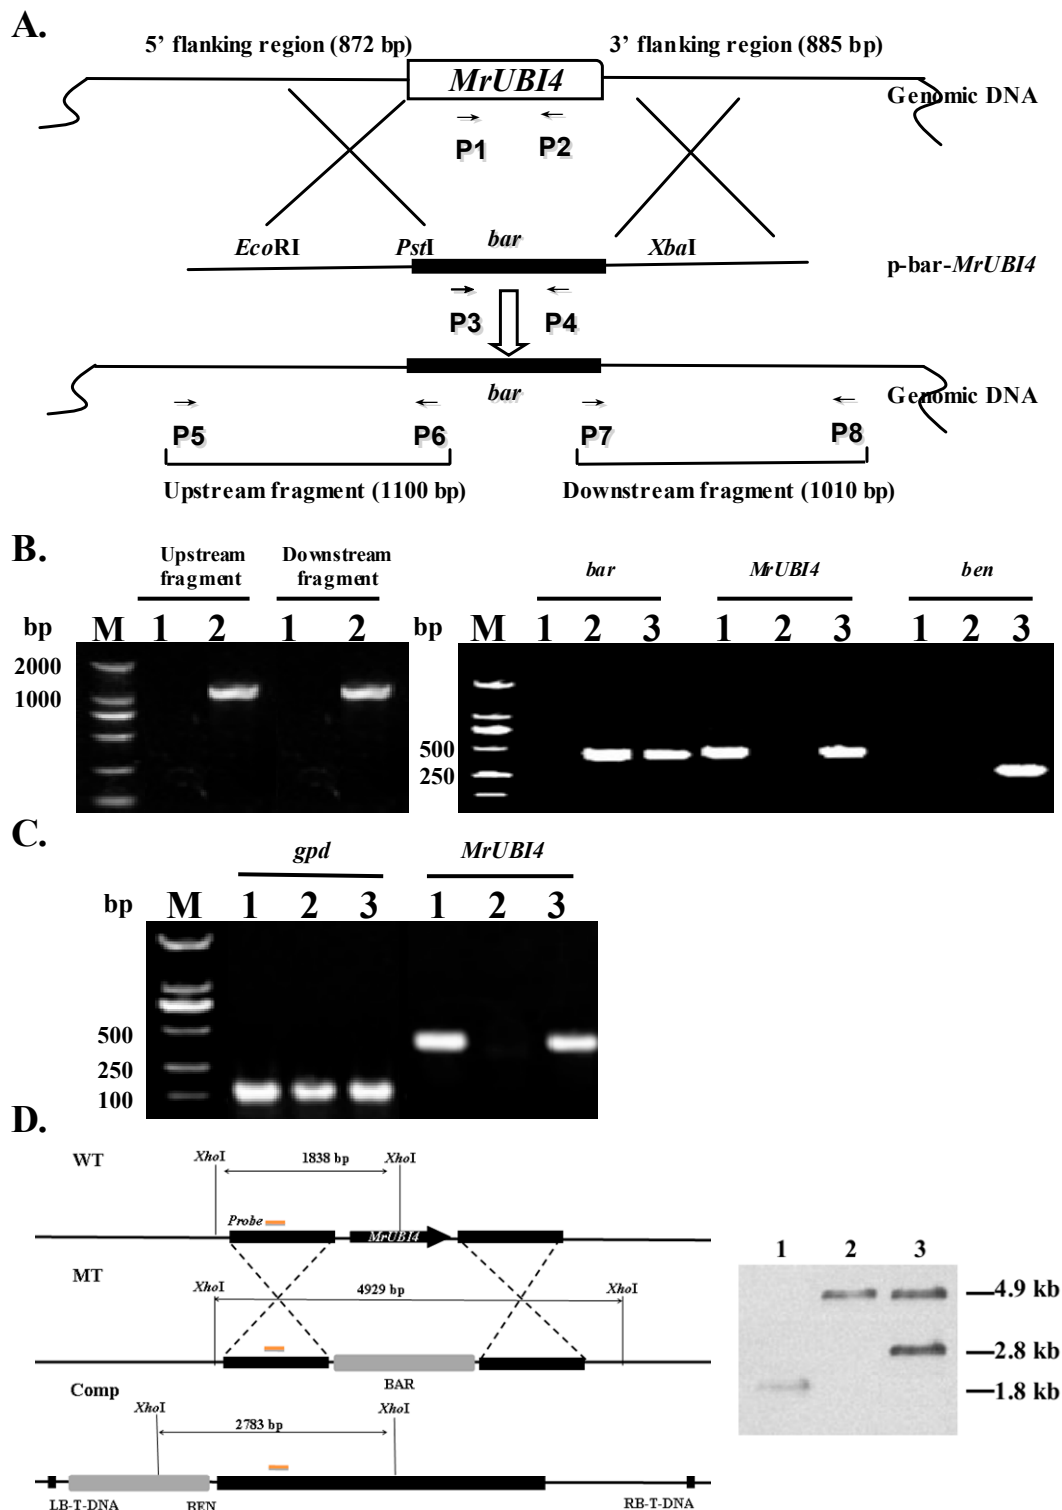 A.
5’ flanking region (872 bp)
3’ flanking region (885 bp)
MrUBI4
Genomic DNA
P1 P2
EcoRI PstI bar XbaI
p-bar-MrUBI4
P3 P4
bar
Genomic DNA
P5 P6 P7 P8
Upstream fragment (1100 bp)
Downstream fragment (1010 bp)
B.
Upstream fragment
Downstream fragment
bp M 1 2 1 2
2000
1000
bar MrUBI4 ben
bp M 1 2 3 1 2 3 1 2 3
500
250
C.
gpd MrUBI4
bp M 1 2 3 1 2 3
500
250
100
D.
WT
XhoI 1838 bp XhoI
Probe
MrUBI4
MT
XhoI 4929 bp XhoI
BAR
Comp
XhoI XhoI
2783 bp
LB-T-DNA BEN RB-T-DNA
1 2 3
4.9 kb
2.8 kb
1.8 kb